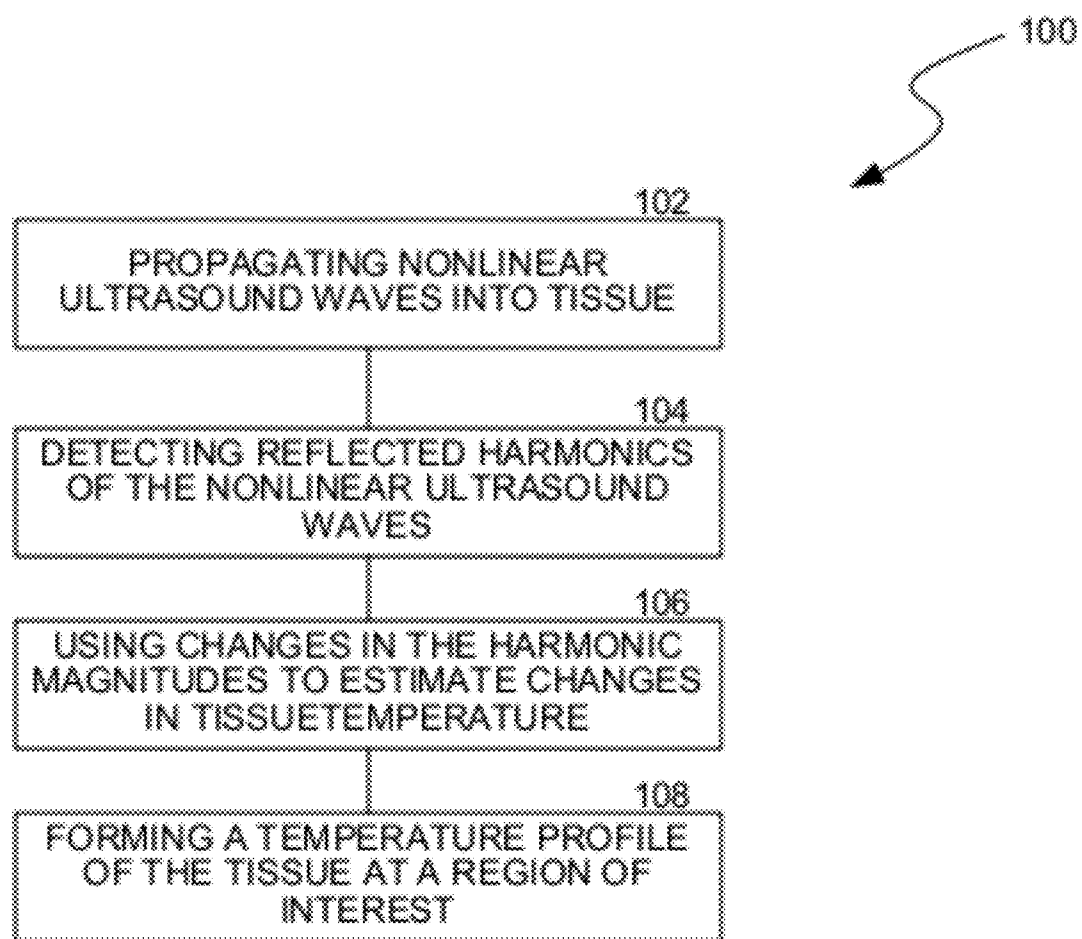 100
102
PROPAGATING NONLINEAR
ULTRASOUND WAVES INTO TISSUE
104
DETECTING REFLECTED HARMONICS
OF THE NONLINEAR ULTRASOUND
WAVES
106
USING CHANGES IN THE HARMONIC
MAGNITUDES TO ESTIMATE CHANGES
IN TISSUETEMPERATURE
108
FORMING A TEMPERATURE PROFILE
OF THE TISSUE AT A REGION OF
INTEREST